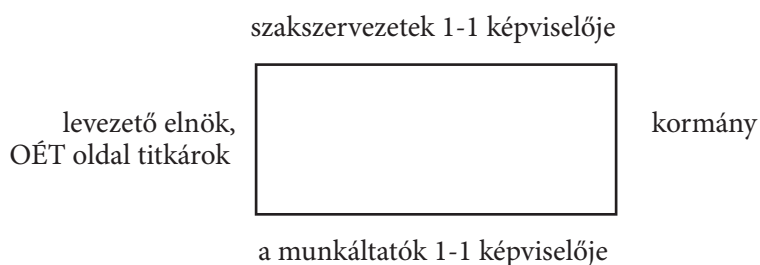 szakszervezetek 1-1 képviselője
levezető elnök,
OÉT oldal titkárok
kormány
a munkáltatók 1-1 képviselője